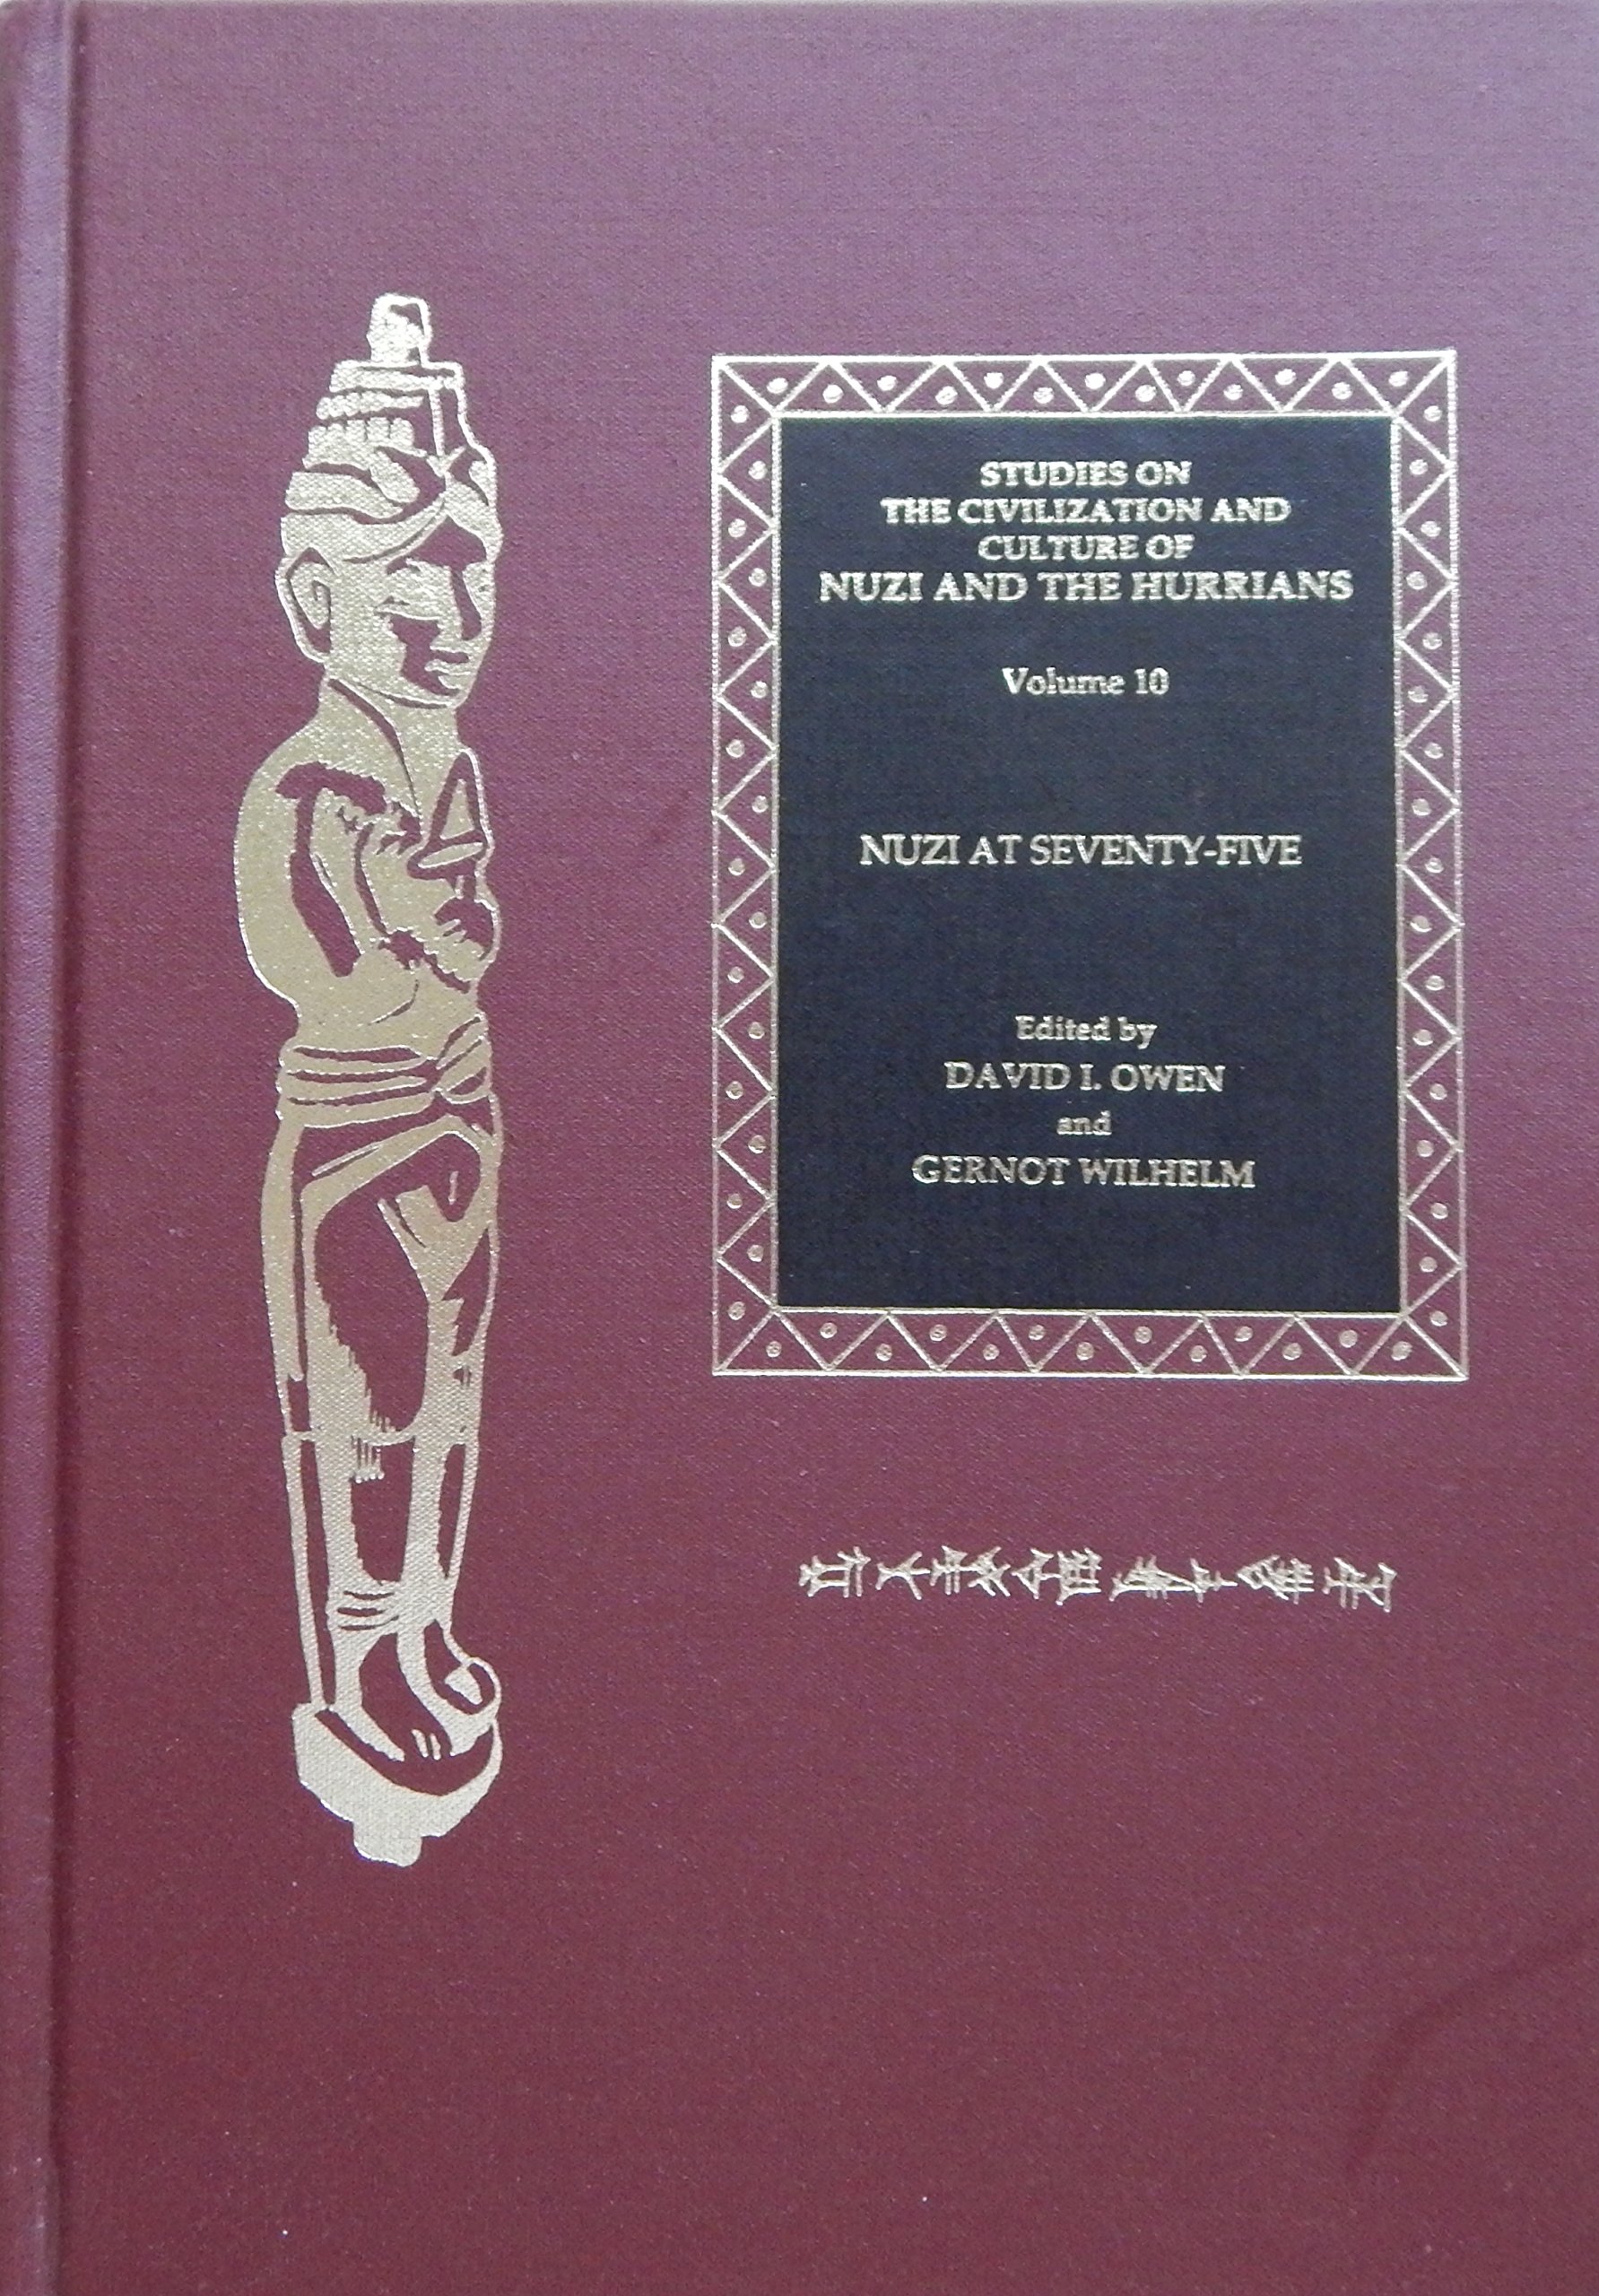 STUDIES ON
THE CIVILIZATION AND
CULTURE OF
NUZI AND THE HURRIANS
Volume 10
NUZI AT SEVENTY-FIVE
Edited by
DAVID I. OWEN
and
GERNOT WILHELM